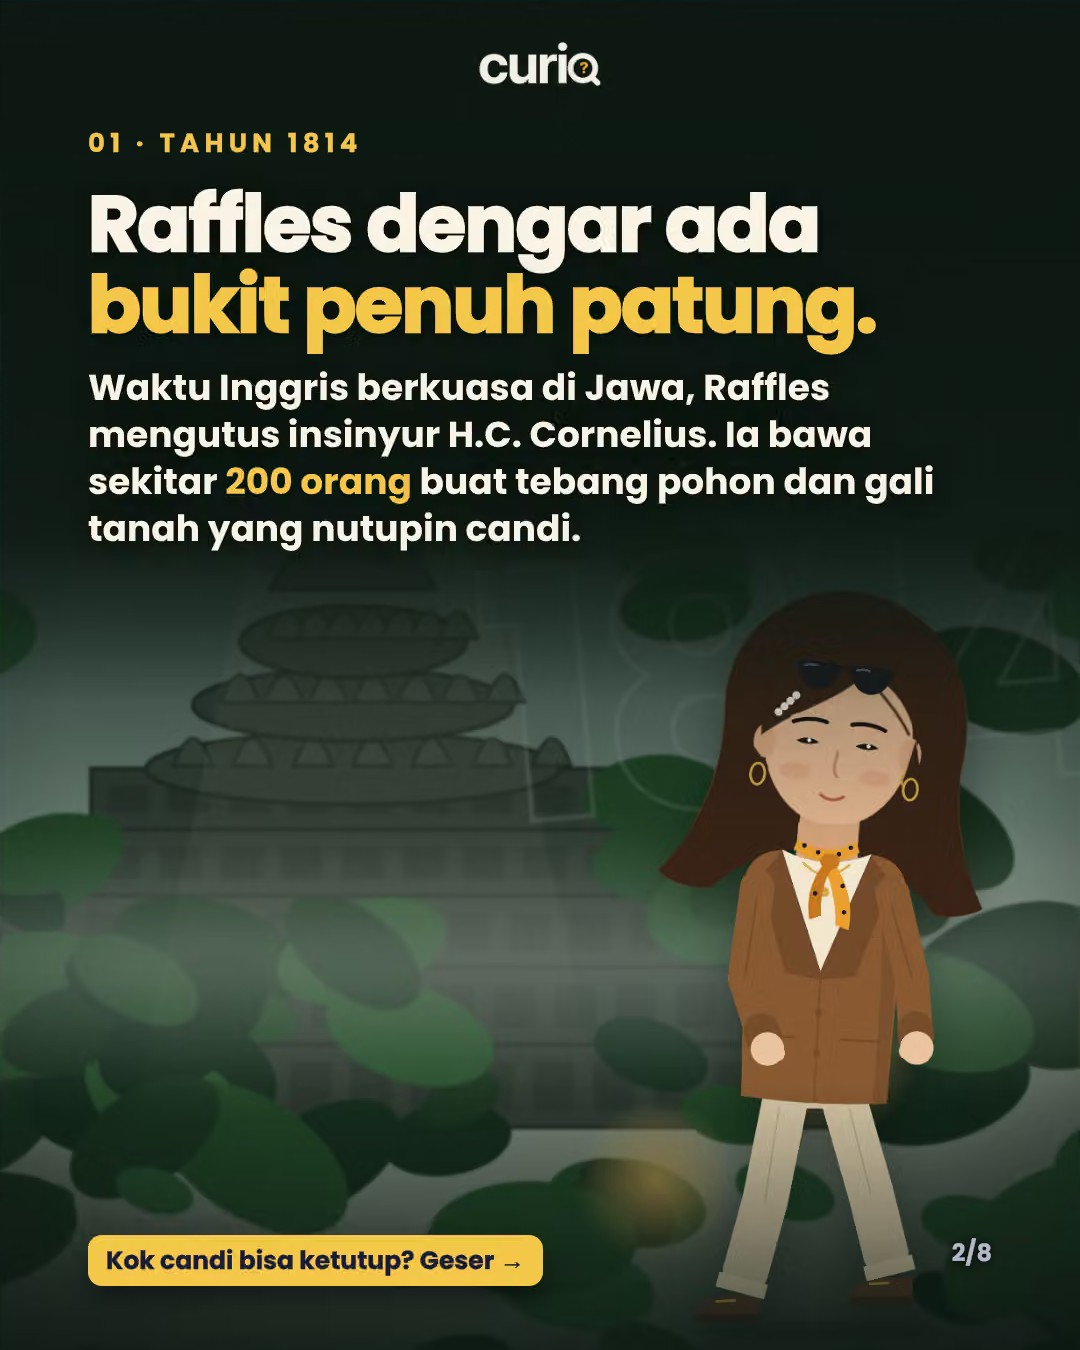 curiQ
01 · TAHUN 1814
Raffles dengar ada
bukit penuh patung.
Waktu Inggris berkuasa di Jawa, Raffles
mengutus insinyur H.C. Cornelius. Ia bawa
sekitar 200 orang buat tebang pohon dan gali
tanah yang nutupin candi.
1814
Kok candi bisa ketutup? Geser →
2/8